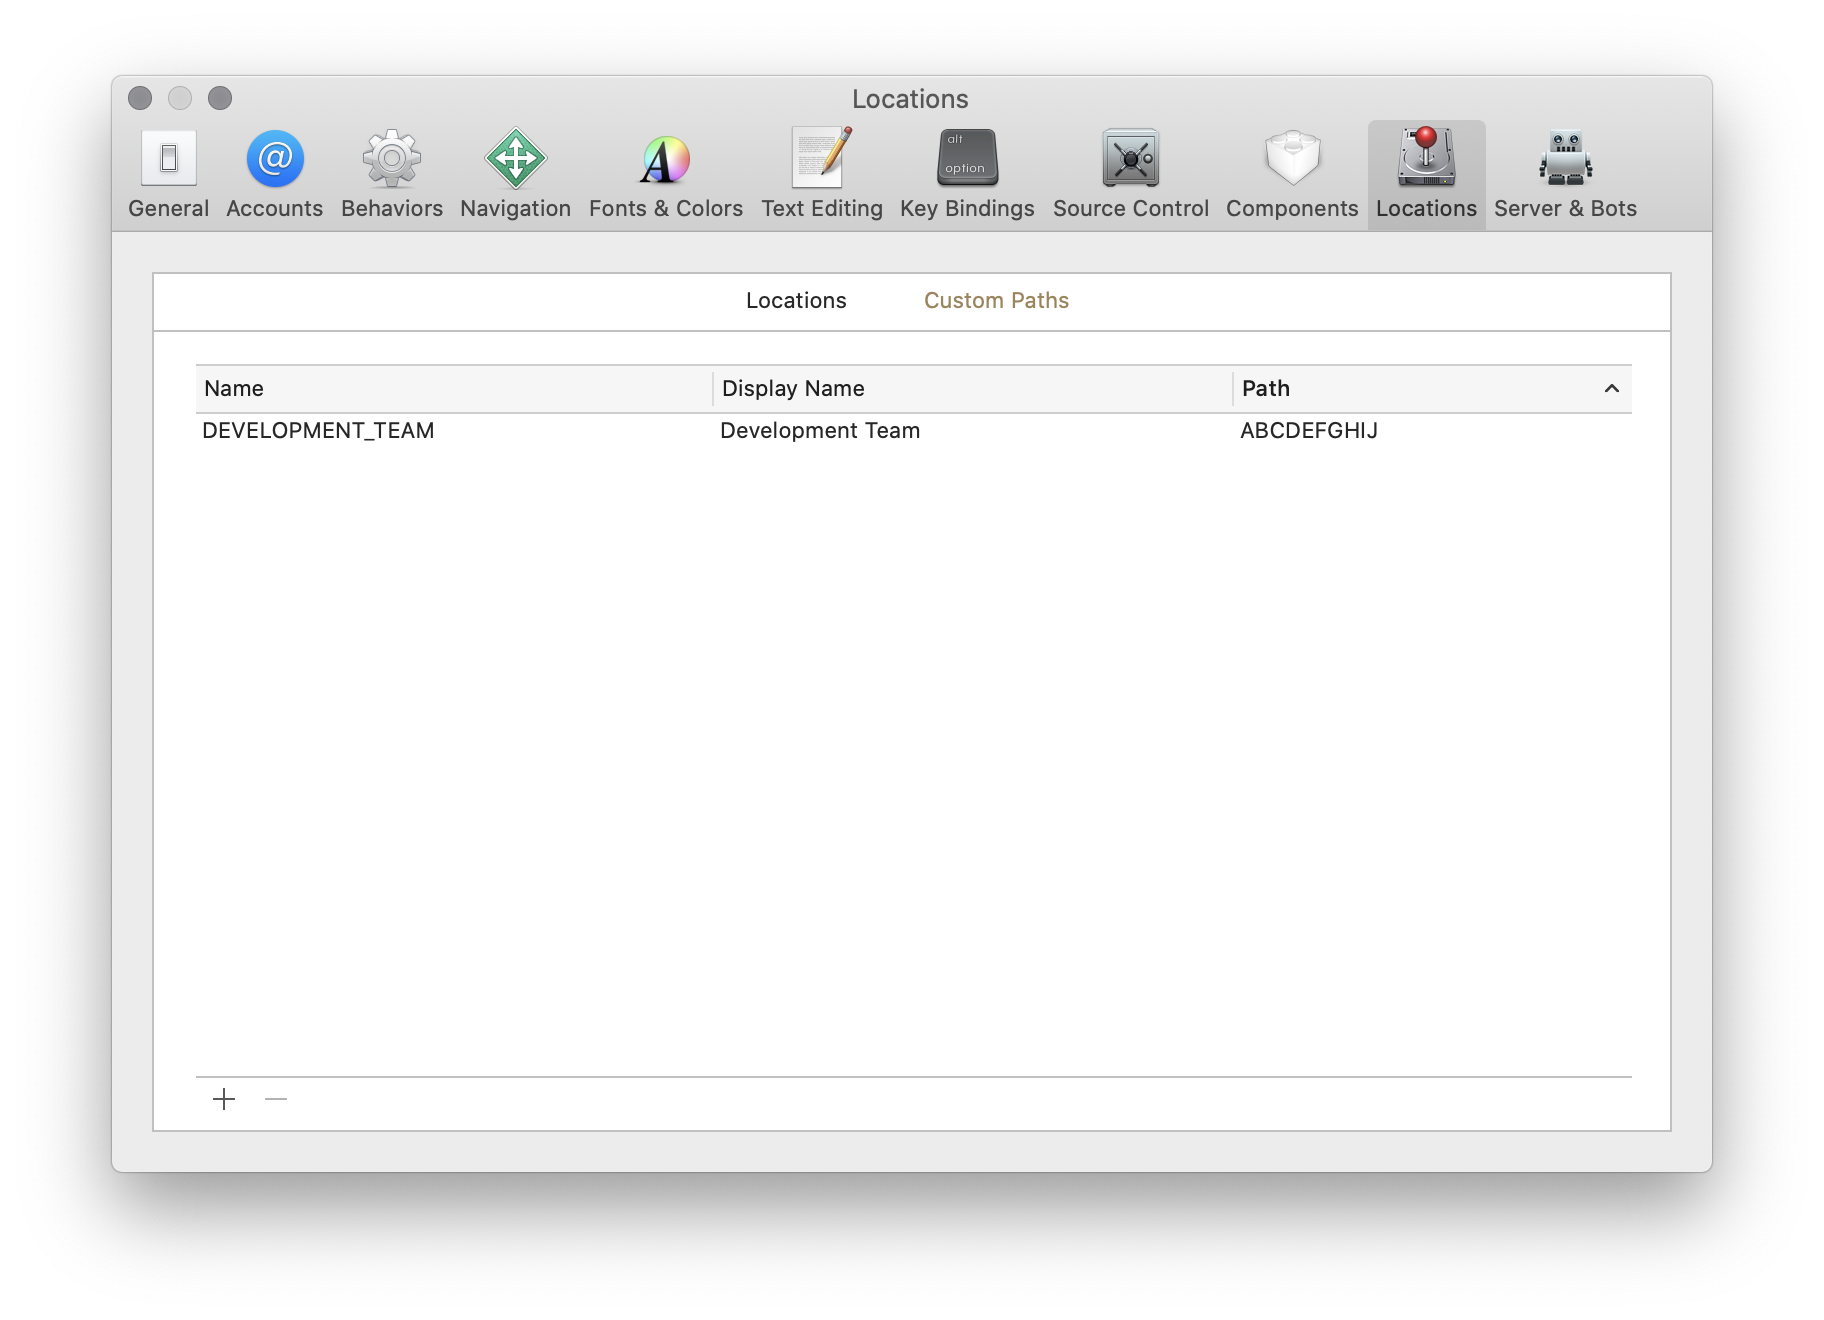 Locations
alt
option
General Accounts Behaviors Navigation Fonts & Colors Text Editing Key Bindings Source Control Components Locations Server & Bots
Locations Custom Paths
Name Display Name Path
DEVELOPMENT_TEAM Development Team ABCDEFGHIJ